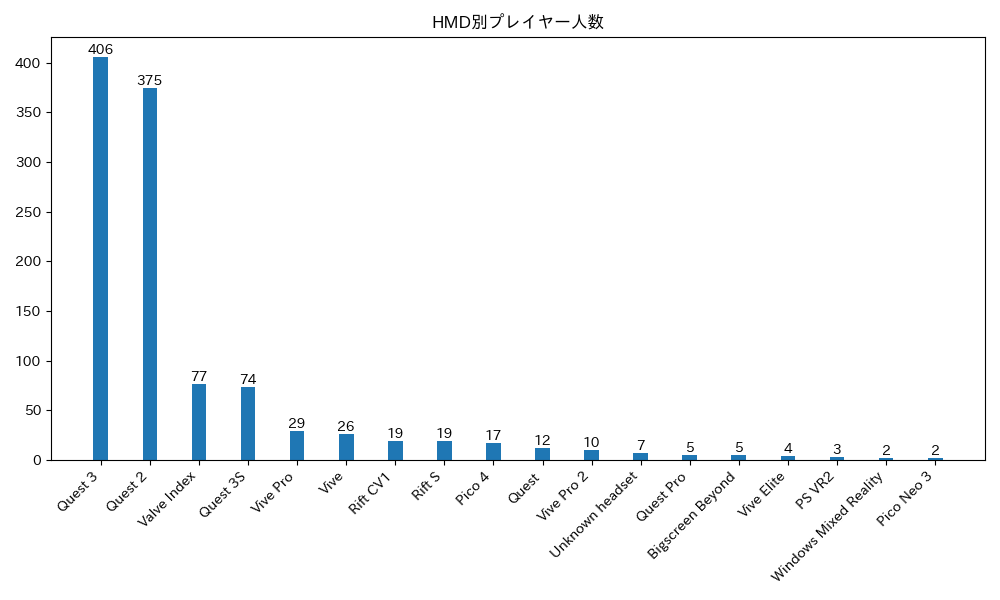 HMD別プレイヤー人数
400
350
300
250
200
150
100
50
0
406
375
77
74
29
26
19
19
17
12
10
7
5
5
4
3
2
2
Quest 3
Quest 2
Valve Index
Quest 3S
Vive Pro
Vive
Rift CV1
Rift S
Pico 4
Quest
Vive Pro 2
Unknown headset
Quest Pro
Bigscreen Beyond
Vive Elite
PS VR2
Windows Mixed Reality
Pico Neo 3